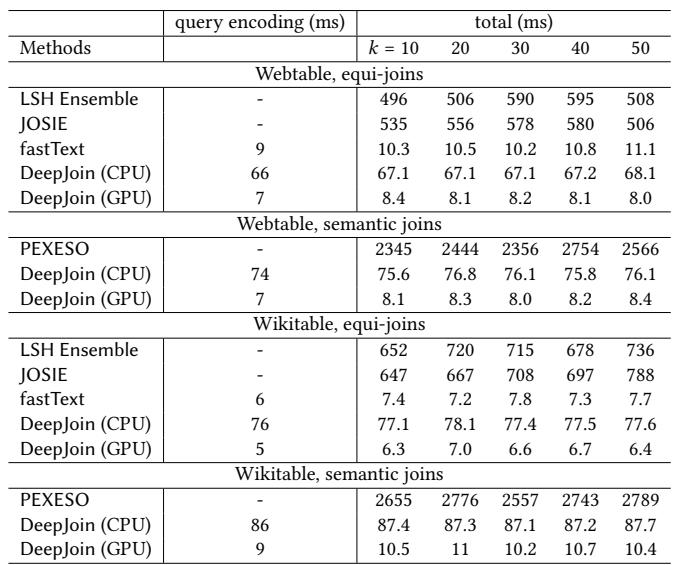 query encoding (ms) total (ms)
Methods k = 10 20 30 40 50
Webtable, equi-joins
LSH Ensemble - 496 506 590 595 508
JOSIE - 535 556 578 580 506
fastText 9 10.3 10.5 10.2 10.8 11.1
DeepJoin (CPU) 66 67.1 67.1 67.1 67.2 68.1
DeepJoin (GPU) 7 8.4 8.1 8.2 8.1 8.0
Webtable, semantic joins
PEXESO - 2345 2444 2356 2754 2566
DeepJoin (CPU) 74 75.6 76.8 76.1 75.8 76.1
DeepJoin (GPU) 7 8.1 8.3 8.0 8.2 8.4
Wikitable, equi-joins
LSH Ensemble - 652 720 715 678 736
JOSIE - 647 667 708 697 788
fastText 6 7.4 7.2 7.8 7.3 7.7
DeepJoin (CPU) 76 77.1 78.1 77.4 77.5 77.6
DeepJoin (GPU) 5 6.3 7.0 6.6 6.7 6.4
Wikitable, semantic joins
PEXESO - 2655 2776 2557 2743 2789
DeepJoin (CPU) 86 87.4 87.3 87.1 87.2 87.7
DeepJoin (GPU) 9 10.5 11 10.2 10.7 10.4